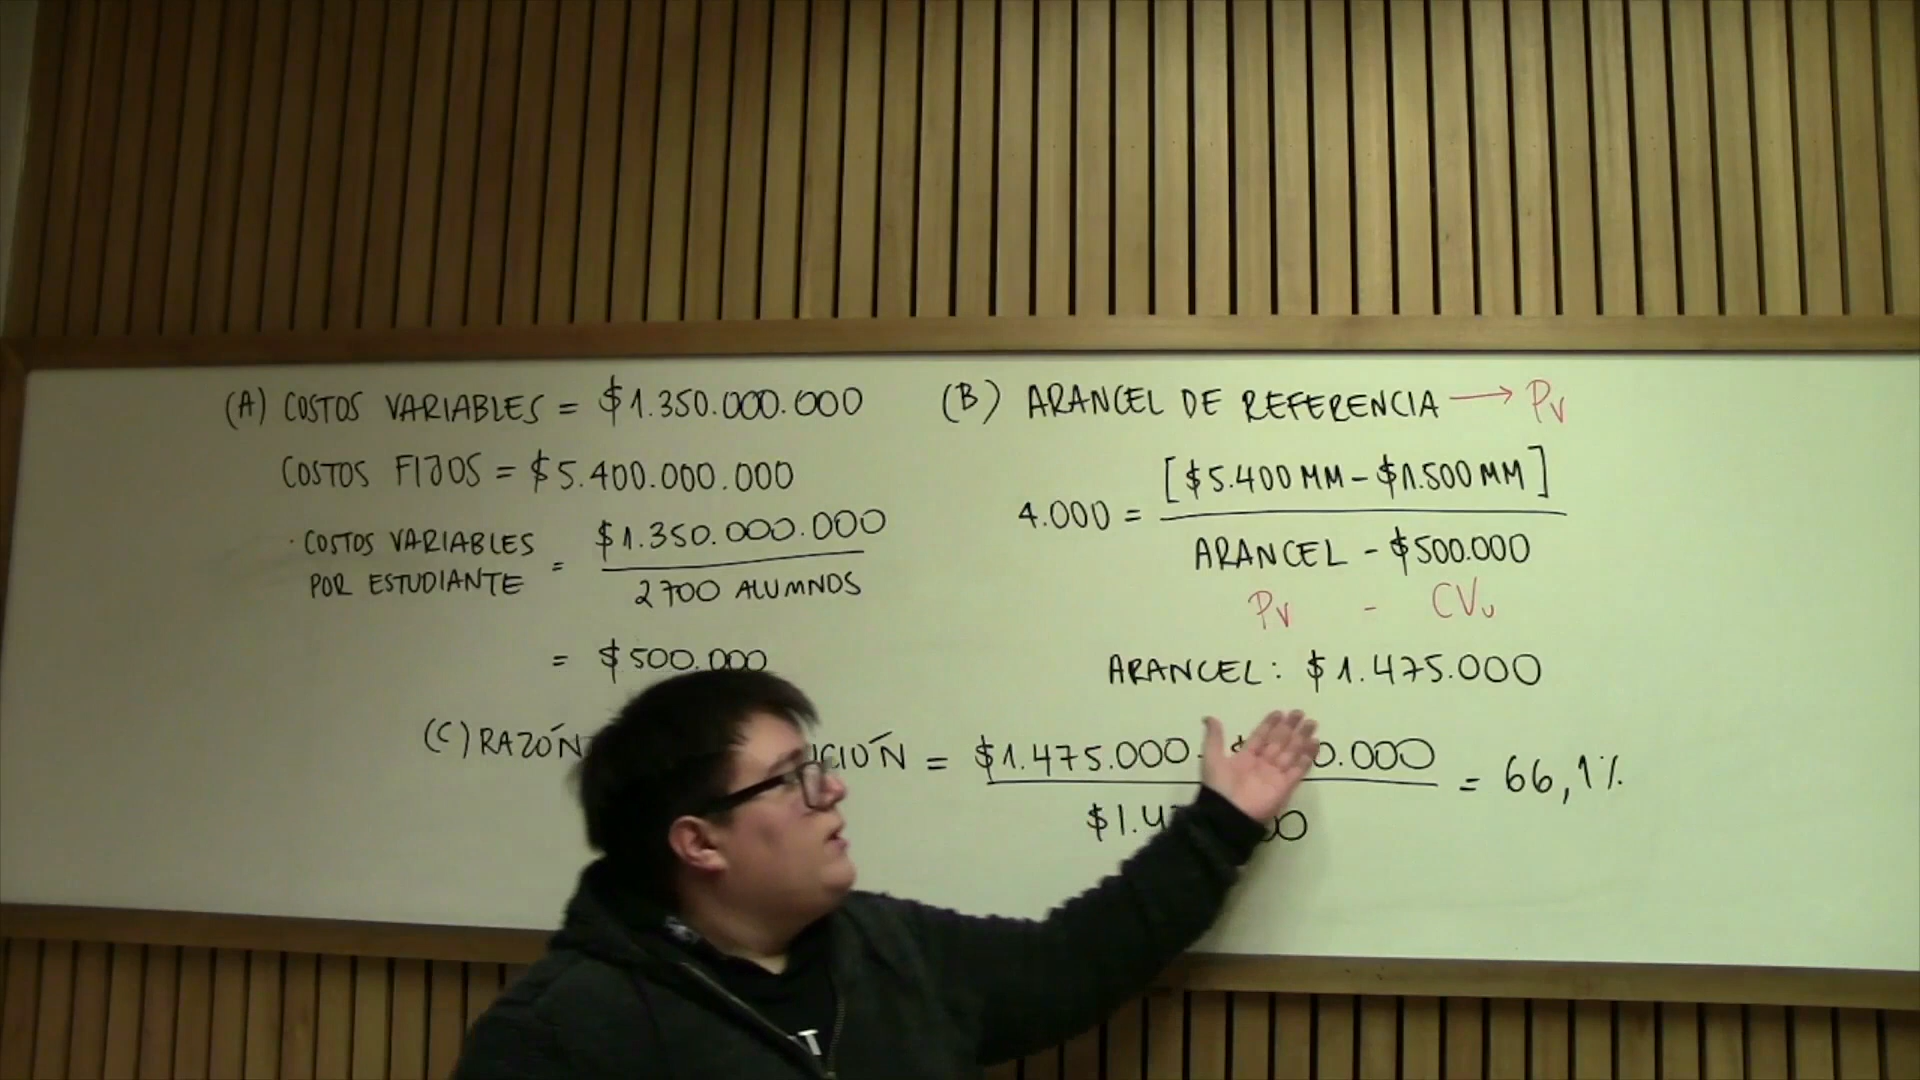 (A) COSTOS VARIABLES = $1.350.000.000
COSTOS FIJOS = $5.400.000.000
· COSTOS VARIABLES POR ESTUDIANTE = $1.350.000.000
2700 ALUMNOS
= $500.000
(B) ARANCEL DE REFERENCIA → Pv
4.000 = [$5.400 MM - $1.500 MM]
ARANCEL - $500.000
Pv - CVu
ARANCEL: $1.475.000
(C) RAZÓN = $1.475.000 = 66,1%